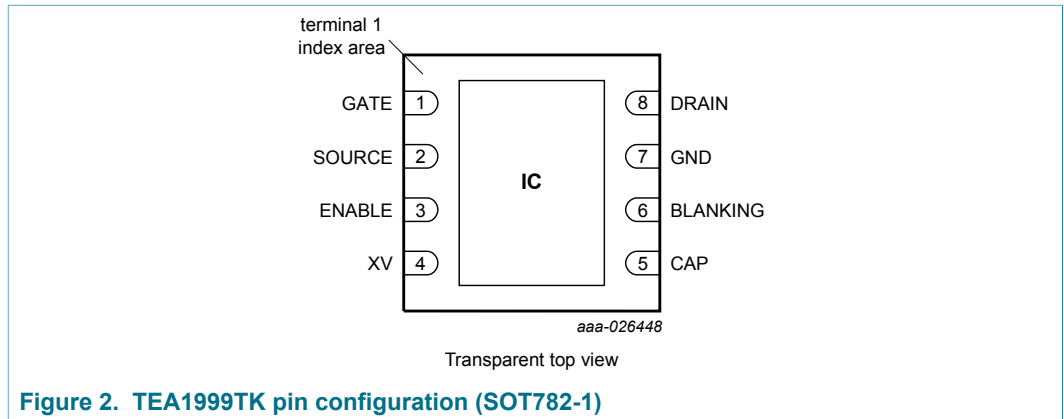 terminal 1
index area
GATE 1
8 DRAIN
SOURCE 2
7 GND
IC
ENABLE 3
6 BLANKING
XV 4
5 CAP
aaa-026448
Transparent top view
Figure 2. TEA1999TK pin configuration (SOT782-1)